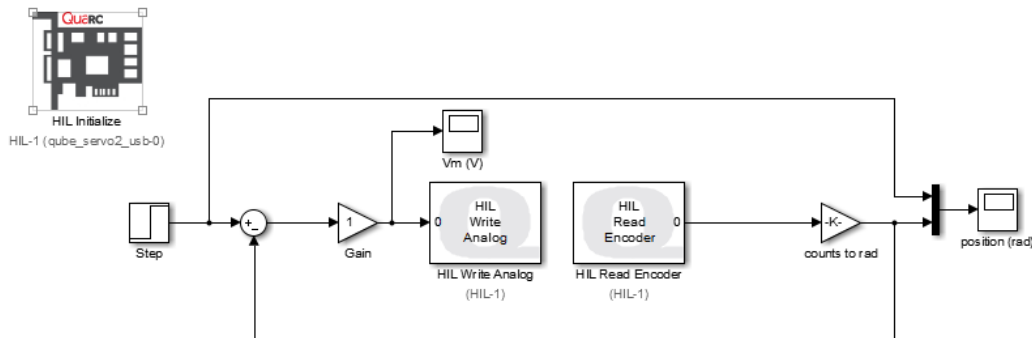 QUARC
HIL Initialize
HIL-1 (qube_servo2_usb-0)
Vm (V)
HIL
Write
Analog
0
HIL
Read
Encoder
0
+
-
1
-K-
Step
Gain
HIL Write Analog
(HIL-1)
HIL Read Encoder
(HIL-1)
counts to rad
position (rad)